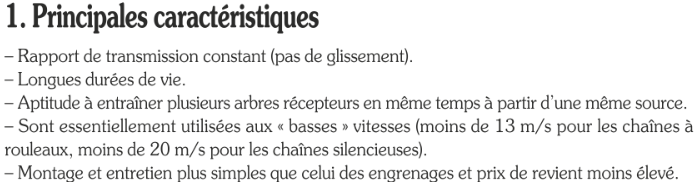 1. Principales caractéristiques
– Rapport de transmission constant (pas de glissement).
– Longues durées de vie.
– Aptitude à entraîner plusieurs arbres récepteurs en même temps à partir d'une même source.
– Sont essentiellement utilisées aux « basses » vitesses (moins de 13 m/s pour les chaînes à
rouleaux, moins de 20 m/s pour les chaînes silencieuses).
– Montage et entretien plus simples que celui des engrenages et prix de revient moins élevé.